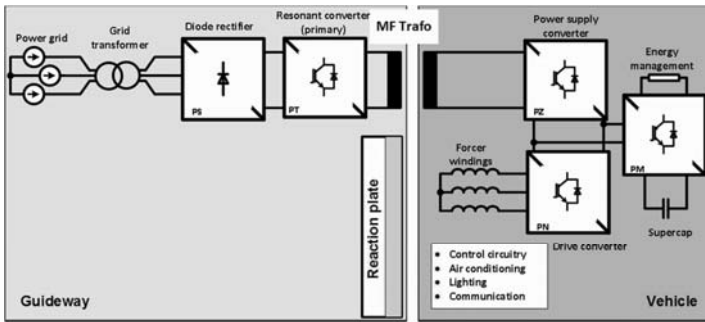 Power grid
Grid
transformer
Diode rectifier
Resonant converter
(primary)
MF Trafo
Power supply
converter
Energy
management
PS
PT
PZ
PM
Forcer
windings
PN
Drive converter
Supercap
Reaction plate
• Control circuitry
• Air conditioning
• Lighting
• Communication
Guideway
Vehicle